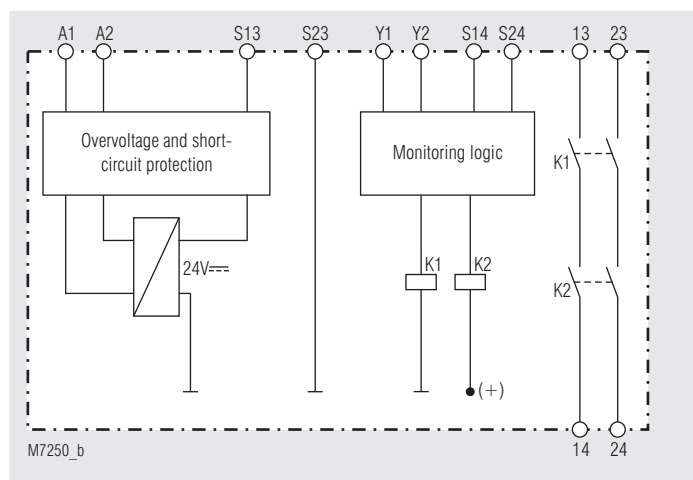 A1 A2 S13 S23 Y1 Y2 S14 S24 13 23
Overvoltage and short-
circuit protection
Monitoring logic
K1
24V
K1 K2
K2
(+)
M7250_b
14 24